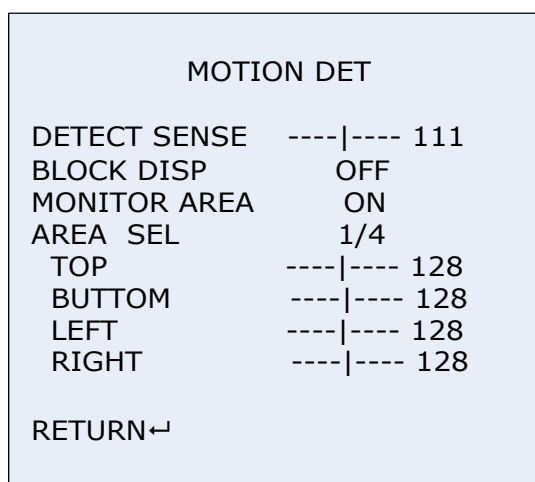 MOTION DET
DETECT SENSE ----|---- 111
BLOCK DISP OFF
MONITOR AREA ON
AREA SEL 1/4
TOP ----|---- 128
BUTTOM ----|---- 128
LEFT ----|---- 128
RIGHT ----|---- 128
RETURN↵